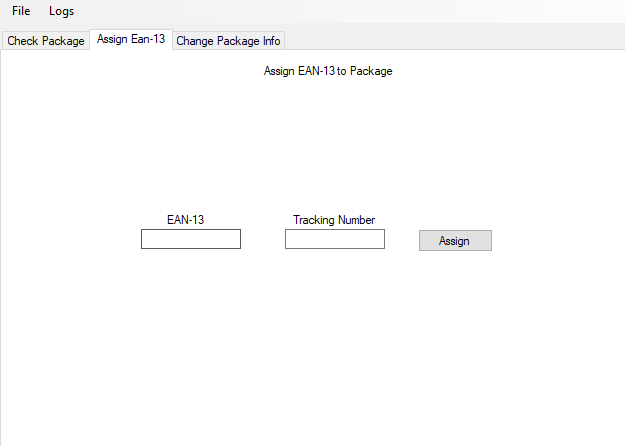 File Logs
Check Package Assign Ean-13 Change Package Info
Assign EAN-13 to Package
EAN-13 Tracking Number
Assign